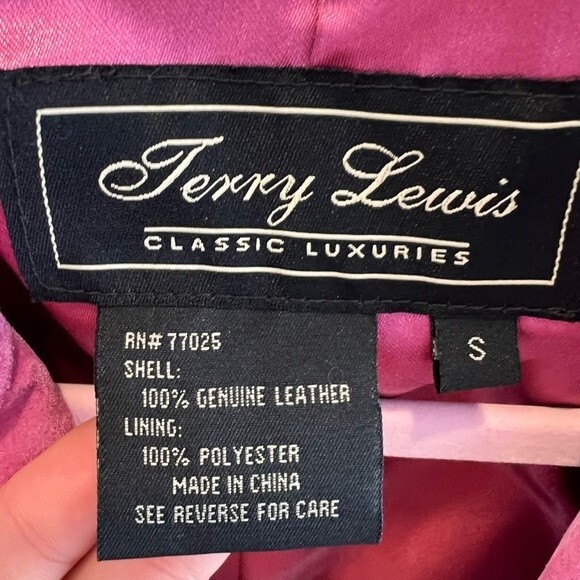 Terry Lewis
CLASSIC LUXURIES
S
RN# 77025
SHELL:
100% GENUINE LEATHER
LINING:
100% POLYESTER
MADE IN CHINA
SEE REVERSE FOR CARE